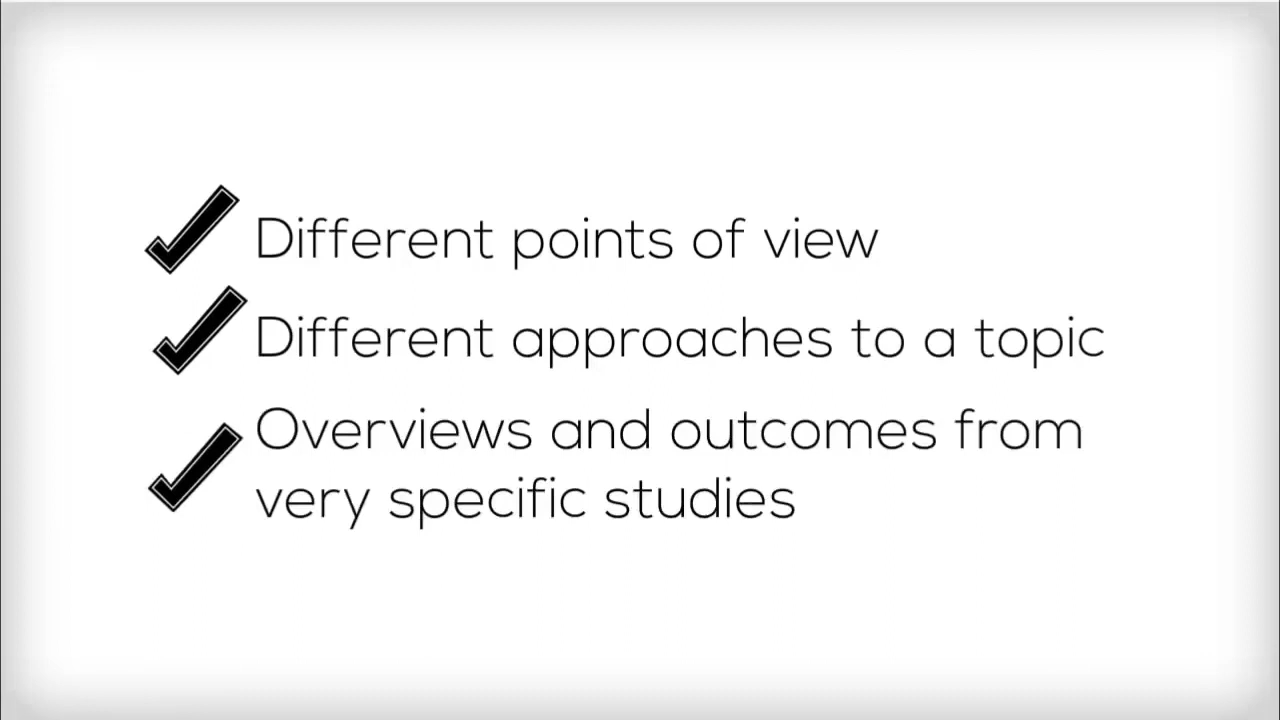 Different points of view
Different approaches to a topic
Overviews and outcomes from
very specific studies